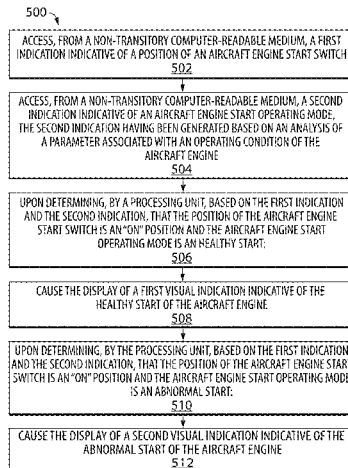 500
ACCESS, FROM A NON-TRANSITORY COMPUTER-READABLE MEDIUM, A FIRST
INDICATION INDICATIVE OF A POSITION OF AN AIRCRAFT ENGINE START SWITCH
502
ACCESS, FROM A NON-TRANSITORY COMPUTER-READABLE MEDIUM, A SECOND
INDICATION INDICATIVE OF AN AIRCRAFT ENGINE START OPERATING MODE,
THE SECOND INDICATION HAVING BEEN GENERATED BASED ON AN ANALYSIS OF
A PARAMETER ASSOCIATED WITH AN OPERATING CONDITION OF THE
AIRCRAFT ENGINE
504
UPON DETERMINING, BY A PROCESSING UNIT, BASED ON THE FIRST INDICATION
AND THE SECOND INDICATION, THAT THE POSITION OF THE AIRCRAFT ENGINE
START SWITCH IS AN "ON" POSITION AND THE AIRCRAFT ENGINE START
OPERATING MODE IS AN HEALTHY START:
506
CAUSE THE DISPLAY OF A FIRST VISUAL INDICATION INDICATIVE OF THE
HEALTHY START OF THE AIRCRAFT ENGINE
508
UPON DETERMINING, BY THE PROCESSING UNIT, BASED ON THE FIRST INDICATION
AND THE SECOND INDICATION, THAT THE POSITION OF THE AIRCRAFT ENGINE START
SWITCH IS AN "ON" POSITION AND THE AIRCRAFT ENGINE START OPERATING MODE
IS AN ABNORMAL START:
510
CAUSE THE DISPLAY OF A SECOND VISUAL INDICATION INDICATIVE OF THE
ABNORMAL START OF THE AIRCRAFT ENGINE
512